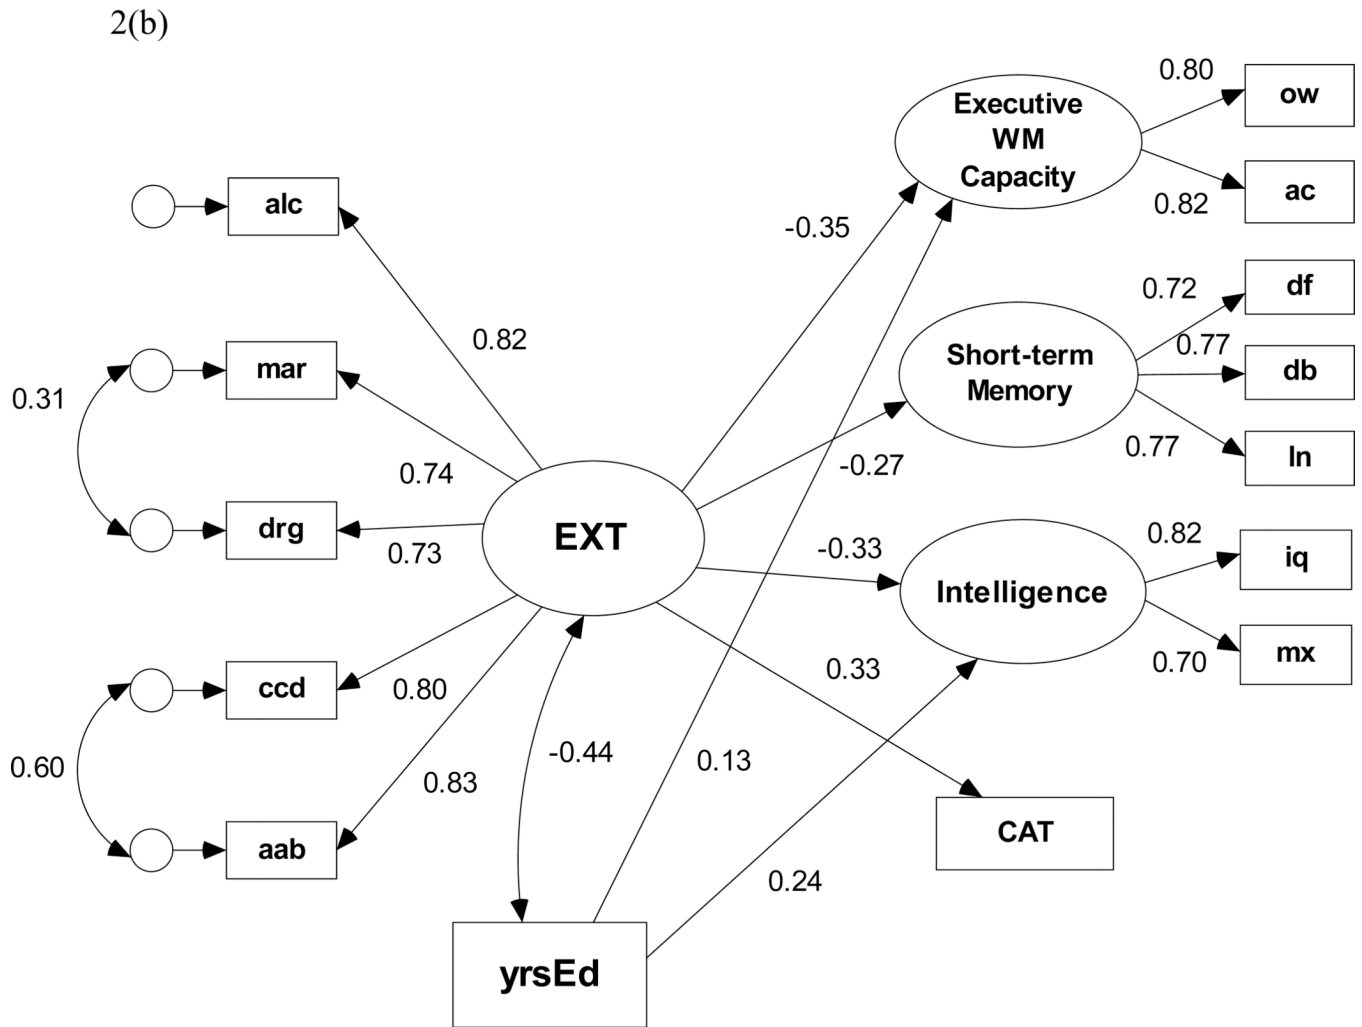 2(b)
Executive
WM
Capacity
0.80
ow
0.82
ac
alc
-0.35
0.82
Short-term
Memory
0.72
df
0.77
db
0.77
ln
mar
0.31
0.74
-0.27
drg
0.73
EXT
-0.33
Intelligence
0.82
iq
0.70
mx
ccd
0.80
0.33
0.60
0.83
-0.44
0.13
aab
CAT
0.24
yrsEd